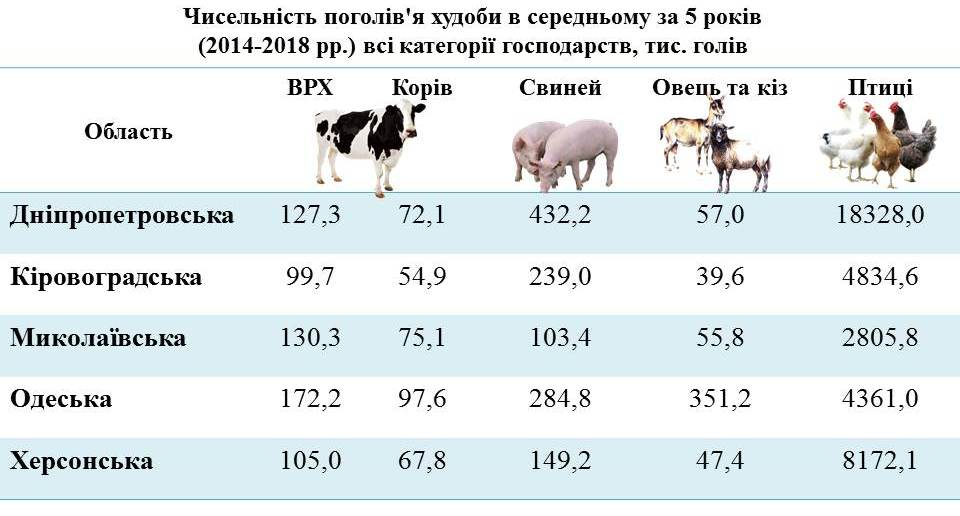 Чисельність поголів'я худоби в середньому за 5 років
(2014-2018 рр.) всі категорії господарств, тис. голів
Область ВРХ Корів Свиней Овець та кіз Птиці
Дніпропетровська 127,3 72,1 432,2 57,0 18328,0
Кіровоградська 99,7 54,9 239,0 39,6 4834,6
Миколаївська 130,3 75,1 103,4 55,8 2805,8
Одеська 172,2 97,6 284,8 351,2 4361,0
Херсонська 105,0 67,8 149,2 47,4 8172,1